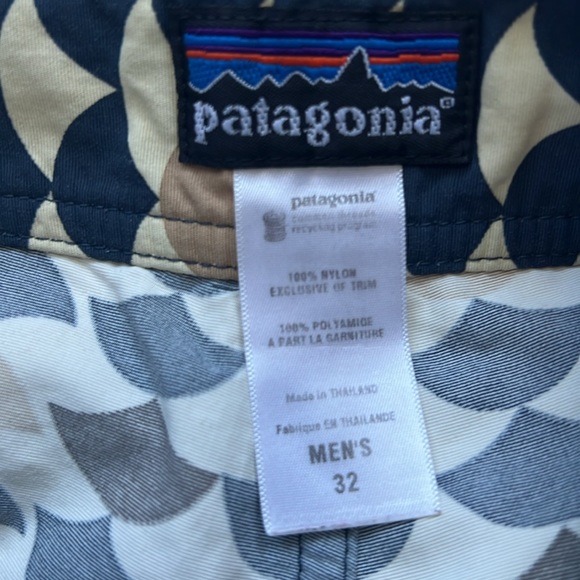 patagonia
patagonia
common threads
recycling program
100% NYLON
EXCLUSIVE OF TRIM
100% POLYAMIDE
A PART LA GARNITURE
Made in THAILAND
Fabriqué EN THAILANDE
MEN'S
32